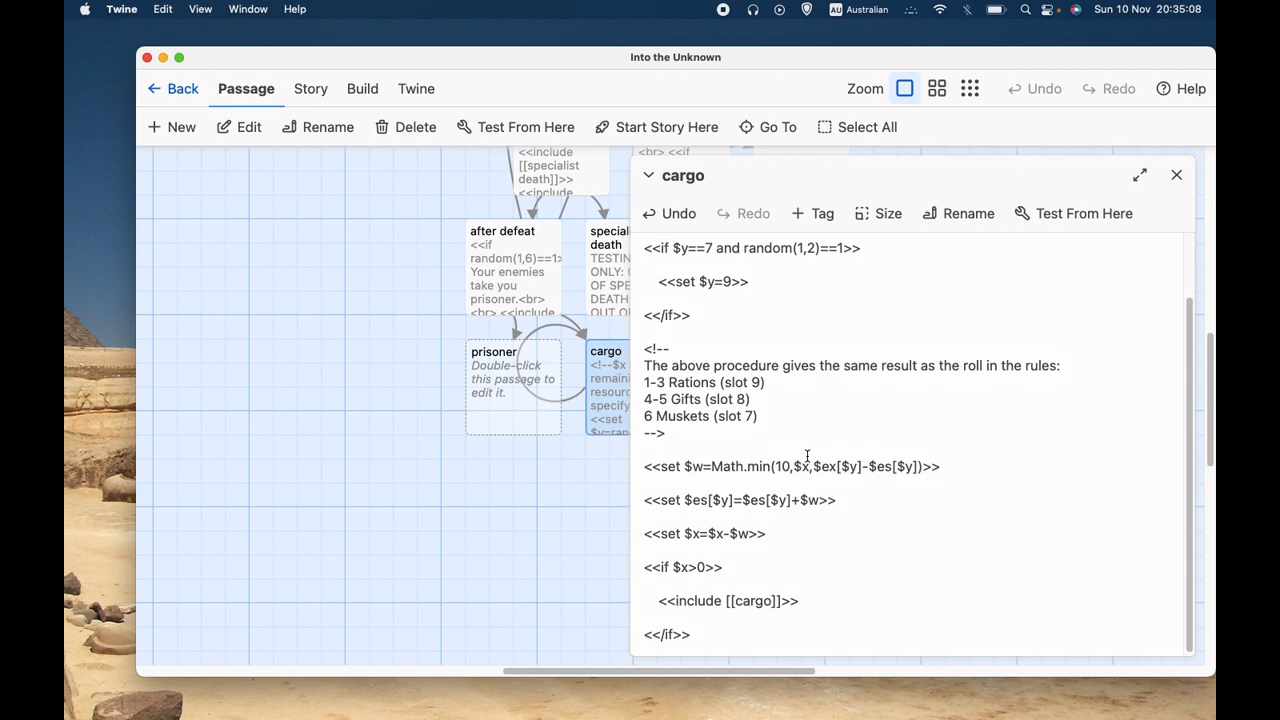 Twine Edit View Window Help
AU Australian Sun 10 Nov 20:35:08
Into the Unknown
Back Passage Story Build Twine Zoom Undo Redo Help
New Edit Rename Delete Test From Here Start Story Here Go To Select All
<<include
[[specialist
death]]>>
<<include
<br> <<if
after defeat
<<if
random(1,6)==1>
Your enemies
take you
prisoner.<br>
<br> <<include
special
death
TESTIN
ONLY: (
OF SPE
DEATH
OUT O
prisoner
Double-click
this passage to
edit it.
cargo
<!--$x
remaini
resourc
specify
<<set
$y=ran
cargo
Undo Redo Tag Size Rename Test From Here
<<if $y==7 and random(1,2)==1>>
<<set $y=9>>
<</if>>
<!--
The above procedure gives the same result as the roll in the rules:
1-3 Rations (slot 9)
4-5 Gifts (slot 8)
6 Muskets (slot 7)
-->
<<set $w=Math.min(10,$x,$ex[$y]-$es[$y])>>
<<set $es[$y]=$es[$y]+$w>>
<<set $x=$x-$w>>
<<if $x>0>>
<<include [[cargo]]>>
<</if>>